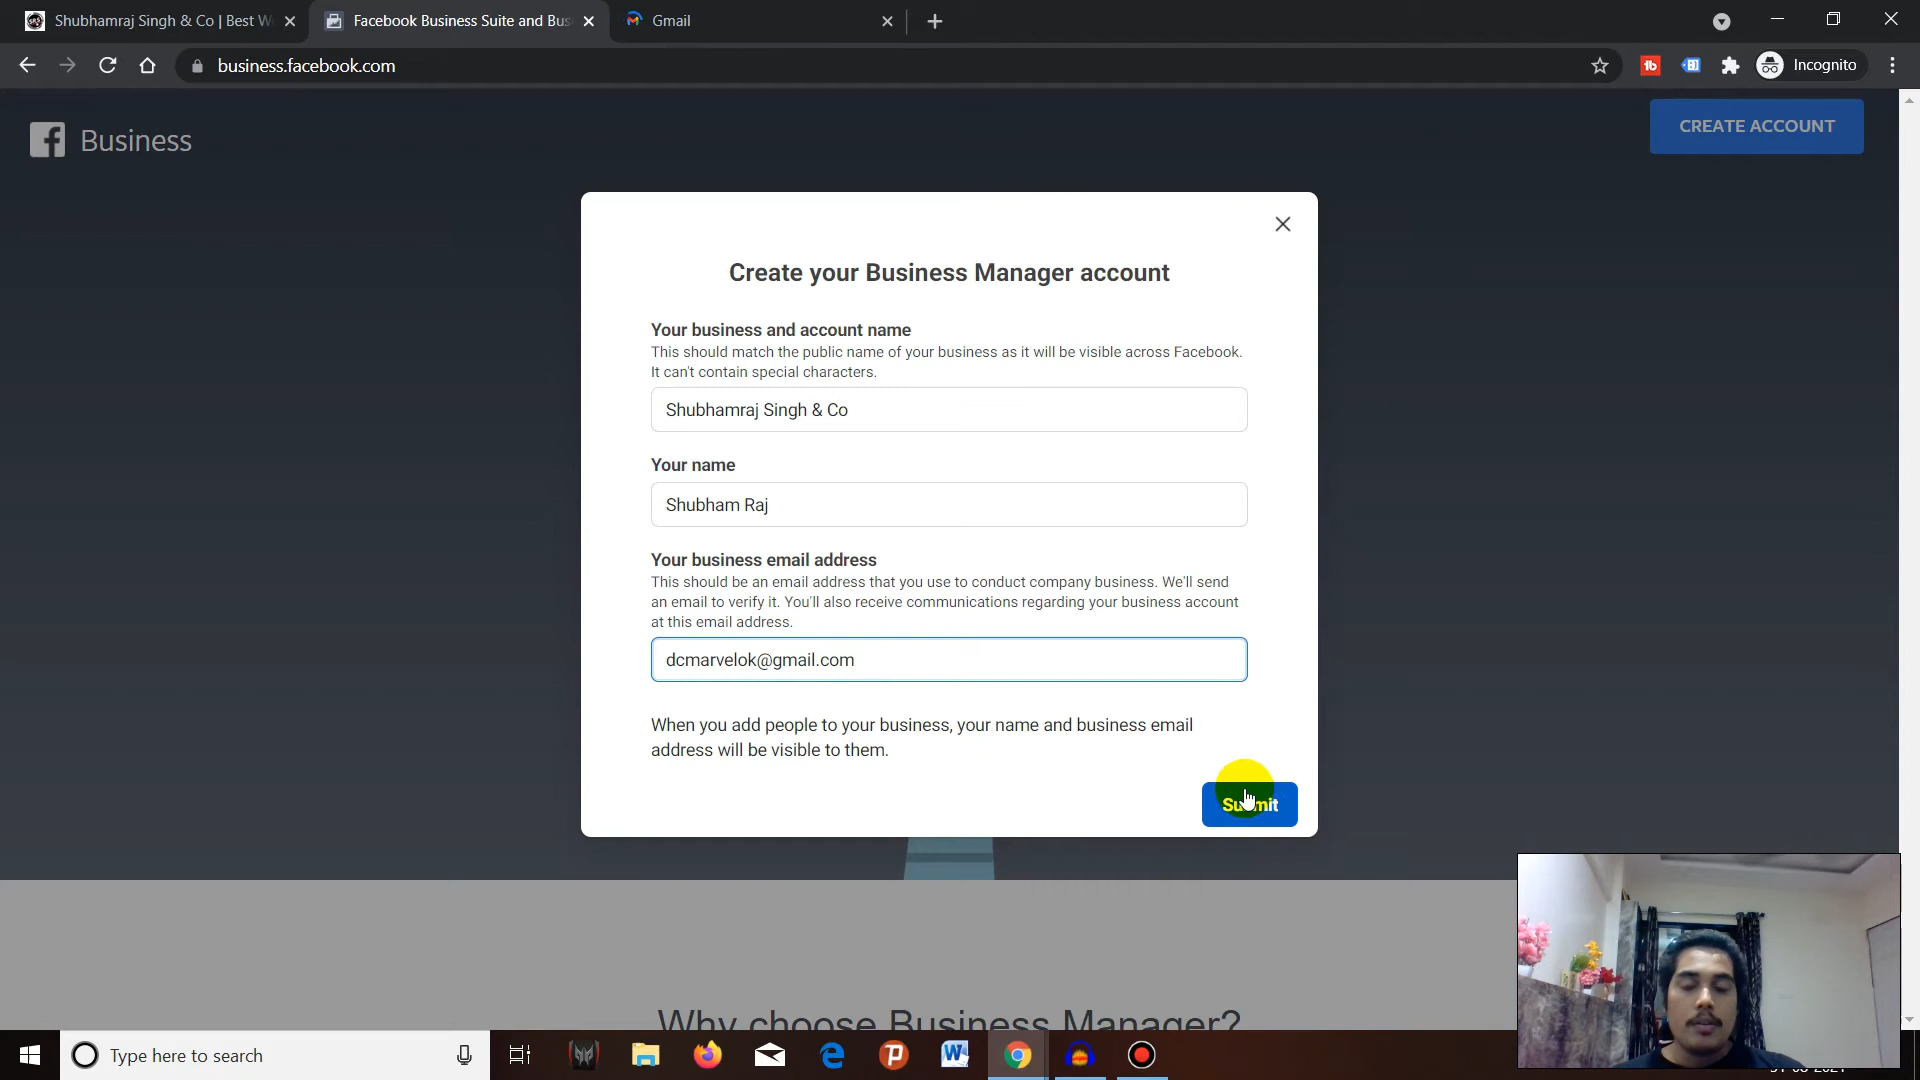 Shubhamraj Singh & Co | Best W
Facebook Business Suite and Bus
Gmail
business.facebook.com
Incognito
Business
CREATE ACCOUNT
Create your Business Manager account
Your business and account name
This should match the public name of your business as it will be visible across Facebook.
It can't contain special characters.
Shubhamraj Singh & Co
Your name
Shubham Raj
Your business email address
This should be an email address that you use to conduct company business. We'll send
an email to verify it. You'll also receive communications regarding your business account
at this email address.
dcmarvelok@gmail.com
When you add people to your business, your name and business email
address will be visible to them.
Submit
Why choose Business Manager?
Type here to search